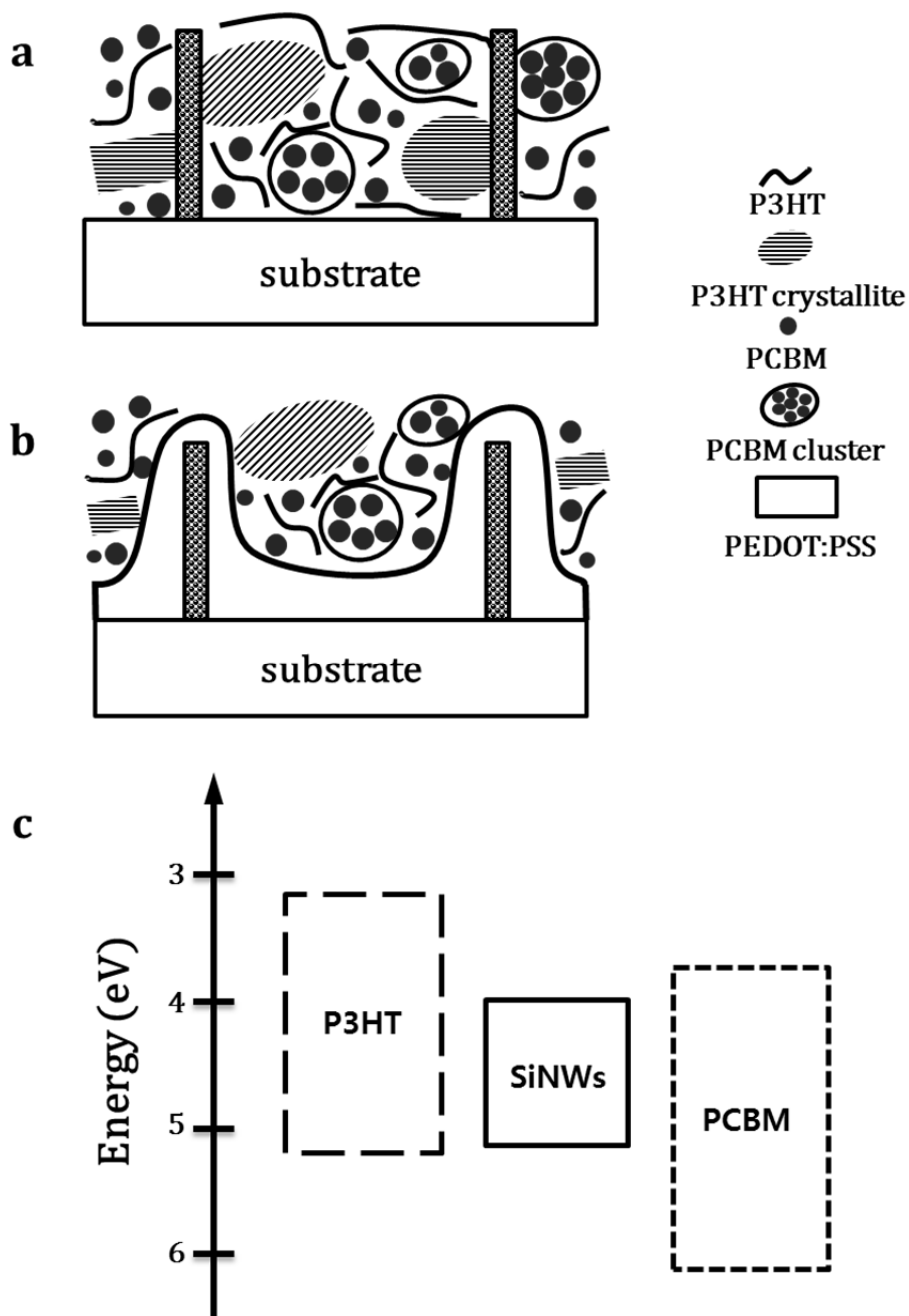 a
substrate
P3HT
P3HT crystallite
PCBM
PCBM cluster
PEDOT:PSS
b
substrate
c
Energy (eV)
3
4
5
6
P3HT
SiNWs
PCBM